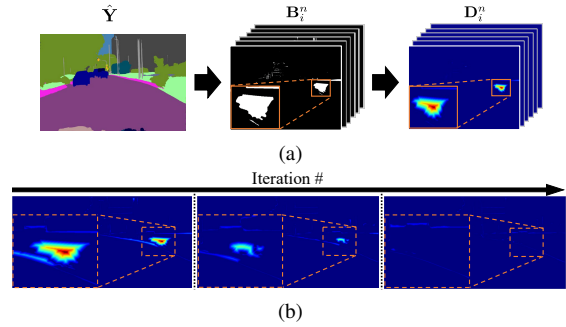 Ŷ
B_i^n
D_i^n
(a)
Iteration #
(b)